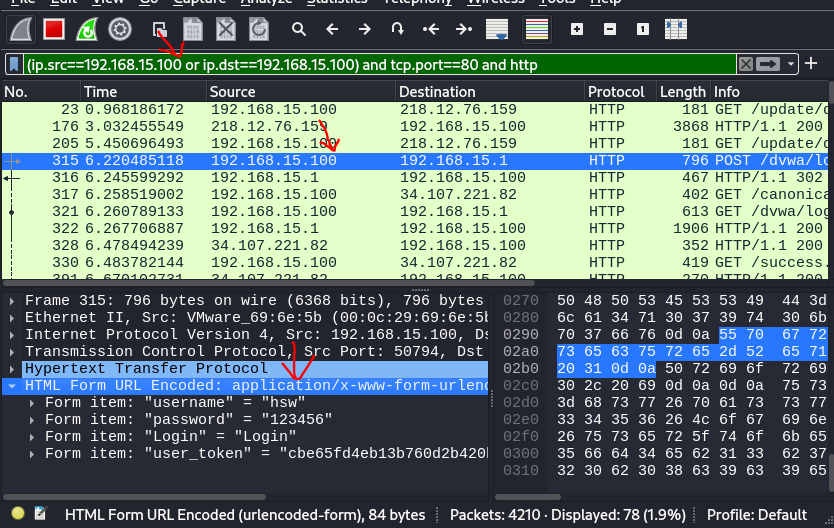 File Edit View Go Capture Analyze Statistics Telephony Wireless Tools Help
(ip.src==192.168.15.100 or ip.dst==192.168.15.100) and tcp.port==80 and http
No. Time Source Destination Protocol Length Info
23 0.968186172 192.168.15.100 218.12.76.159 HTTP 181 GET /update/d
176 3.032455549 218.12.76.159 192.168.15.100 HTTP 3868 HTTP/1.1 200
205 5.450696493 192.168.15.100 218.12.76.159 HTTP 181 GET /update/d
315 6.220485118 192.168.15.100 192.168.15.1 HTTP 796 POST /dvwa/lo
316 6.245599292 192.168.15.1 192.168.15.100 HTTP 467 HTTP/1.1 302
317 6.258519002 192.168.15.100 34.107.221.82 HTTP 402 GET /canonica
321 6.260789133 192.168.15.100 192.168.15.1 HTTP 613 GET /dvwa/log
322 6.267706887 192.168.15.1 192.168.15.100 HTTP 1906 HTTP/1.1 200
328 6.478494239 34.107.221.82 192.168.15.100 HTTP 352 HTTP/1.1 200
330 6.483782144 192.168.15.100 34.107.221.82 HTTP 419 GET /success.
391 6.670102731 34.107.221.82 192.168.15.100 HTTP 270 HTTP/1.1 200
Frame 315: 796 bytes on wire (6368 bits), 796 bytes
Ethernet II, Src: VMware_69:6e:5b (00:0c:29:69:6e:5b
Internet Protocol Version 4, Src: 192.168.15.100, Ds
Transmission Control Protocol, Src Port: 50794, Dst
Hypertext Transfer Protocol
HTML Form URL Encoded: application/x-www-form-urlenc
Form item: "username" = "hsw"
Form item: "password" = "123456"
Form item: "Login" = "Login"
Form item: "user_token" = "cbe65fd4eb13b760d2b420b
0270 50 48 50 53 45 53 53 49 44 3d
0280 6c 61 34 71 30 37 39 74 30 6b
0290 70 37 66 76 0d 0a 55 70 67 72
02a0 73 65 63 75 72 65 2d 52 65 71
02b0 20 31 0d 0a 50 72 69 6f 72 69
02c0 30 2c 20 69 0d 0a 0d 0a 75 73
02d0 3d 68 73 77 26 70 61 73 73 77
02e0 33 34 35 36 26 4c 6f 67 69 6e
02f0 26 75 73 65 72 5f 74 6f 6b 65
0300 35 66 64 34 65 62 31 33 62 37
0310 32 30 62 30 38 63 39 63 39 65
HTML Form URL Encoded (urlencoded-form), 84 bytes
Packets: 4210 · Displayed: 78 (1.9%)
Profile: Default